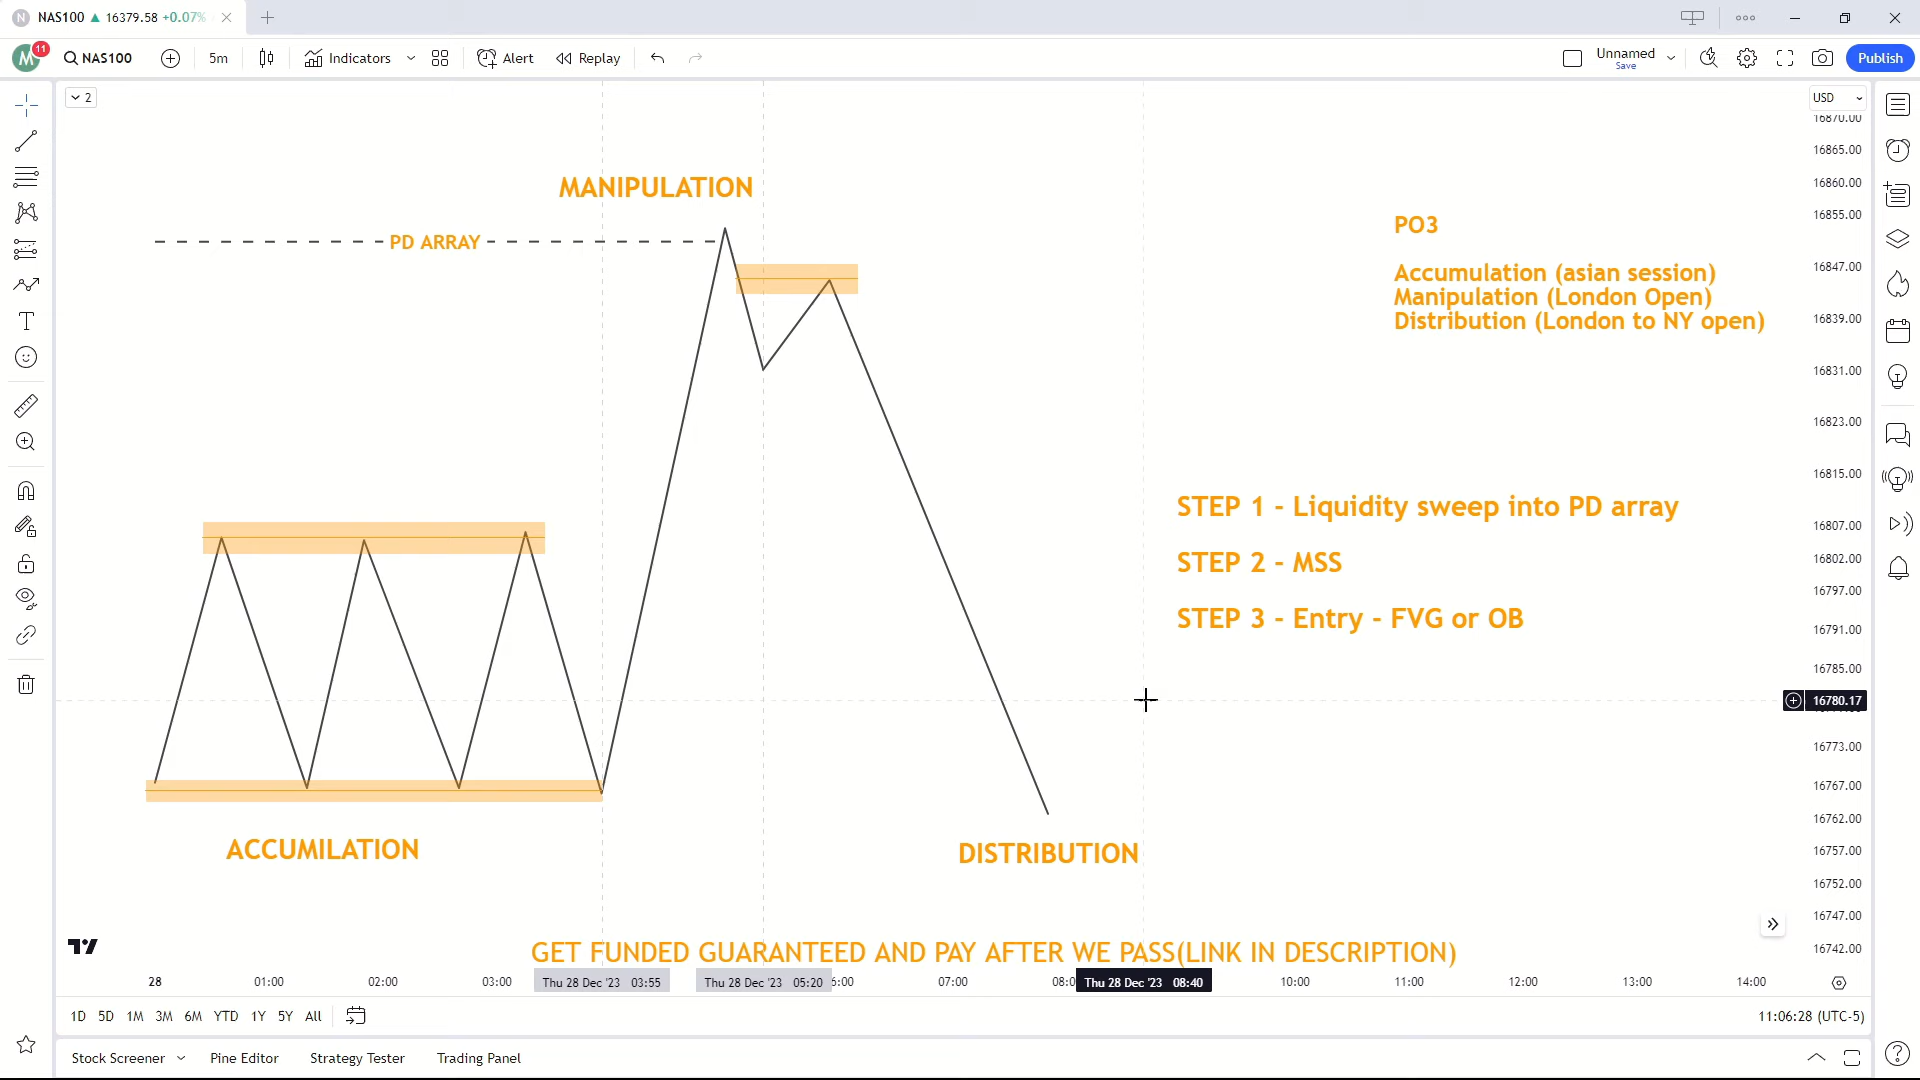 N NAS100 ▲ 16379.58 +0.07%
M 11 NAS100 5m Indicators Alert Replay Unnamed Save Publish
2
USD
MANIPULATION
PD ARRAY
PO3
Accumulation (asian session)
Manipulation (London Open)
Distribution (London to NY open)
STEP 1 - Liquidity sweep into PD array
STEP 2 - MSS
STEP 3 - Entry - FVG or OB
ACCUMILATION
DISTRIBUTION
GET FUNDED GUARANTEED AND PAY AFTER WE PASS(LINK IN DESCRIPTION)
16870.00
16865.00
16860.00
16855.00
16847.00
16839.00
16831.00
16823.00
16815.00
16807.00
16802.00
16797.00
16791.00
16785.00
16780.17
16773.00
16767.00
16762.00
16757.00
16752.00
16747.00
16742.00
28 01:00 02:00 03:00 Thu 28 Dec '23 03:55 Thu 28 Dec '23 05:20 6:00 07:00 08:0 Thu 28 Dec '23 08:40 10:00 11:00 12:00 13:00 14:00
1D 5D 1M 3M 6M YTD 1Y 5Y All 11:06:28 (UTC-5)
Stock Screener Pine Editor Strategy Tester Trading Panel